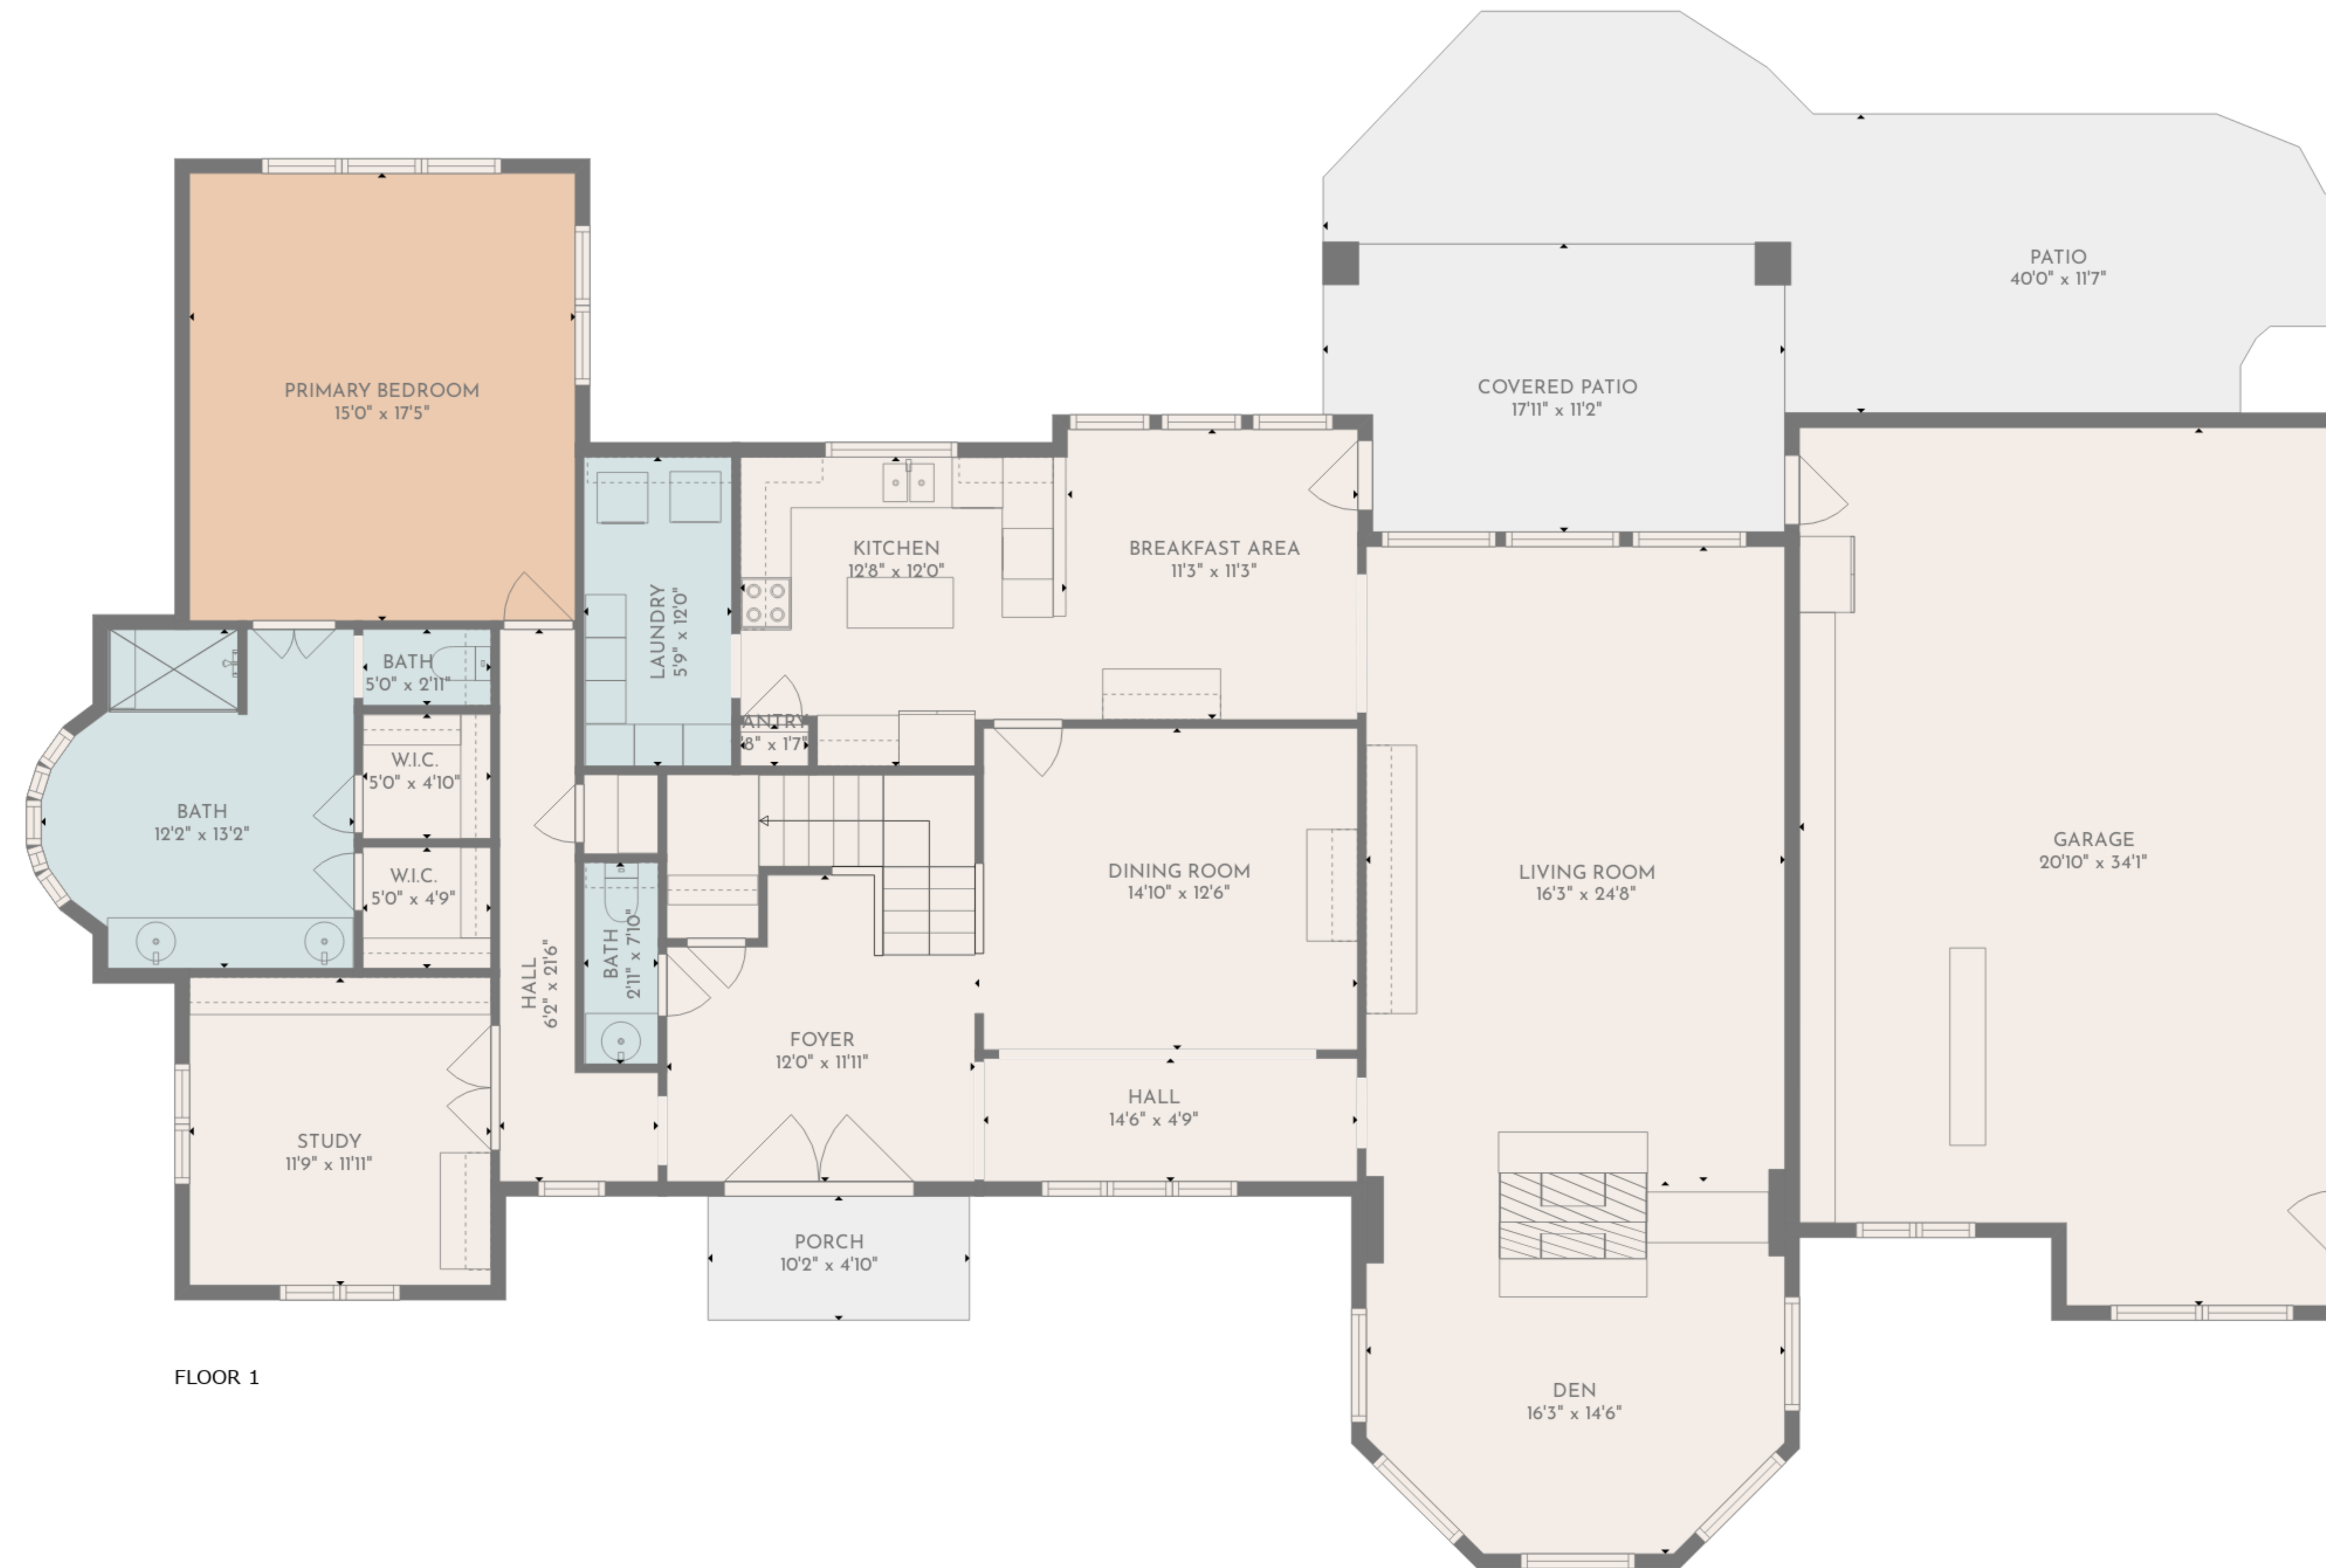 PATIO
40'0" x 11'7"
PRIMARY BEDROOM
15'0" x 17'5"
COVERED PATIO
17'11" x 11'2"
KITCHEN
12'8" x 12'0"
BREAKFAST AREA
11'3" x 11'3"
LAUNDRY
5'9" x 12'0"
BATH
5'0" x 2'11"
ANTRY
'8" x 1'7"
W.I.C.
5'0" x 4'10"
BATH
12'2" x 13'2"
W.I.C.
5'0" x 4'9"
DINING ROOM
14'10" x 12'6"
LIVING ROOM
16'3" x 24'8"
GARAGE
20'10" x 34'1"
HALL
6'2" x 21'6"
BATH
2'11" x 7'10"
FOYER
12'0" x 11'11"
HALL
14'6" x 4'9"
STUDY
11'9" x 11'11"
PORCH
10'2" x 4'10"
DEN
16'3" x 14'6"
FLOOR 1